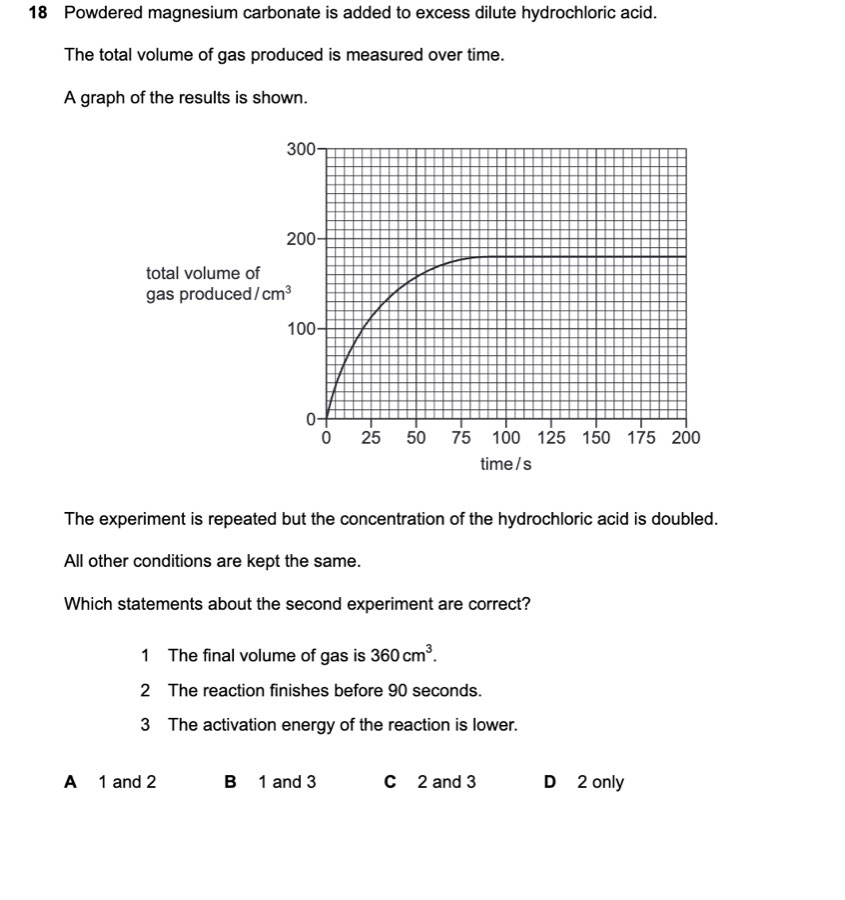 18 Powdered magnesium carbonate is added to excess dilute hydrochloric acid.
The total volume of gas produced is measured over time.
A graph of the results is shown.
300
200
total volume of
gas produced / cm³
100
0
0 25 50 75 100 125 150 175 200
time / s
The experiment is repeated but the concentration of the hydrochloric acid is doubled.
All other conditions are kept the same.
Which statements about the second experiment are correct?
1 The final volume of gas is 360 cm³.
2 The reaction finishes before 90 seconds.
3 The activation energy of the reaction is lower.
A 1 and 2 B 1 and 3 C 2 and 3 D 2 only